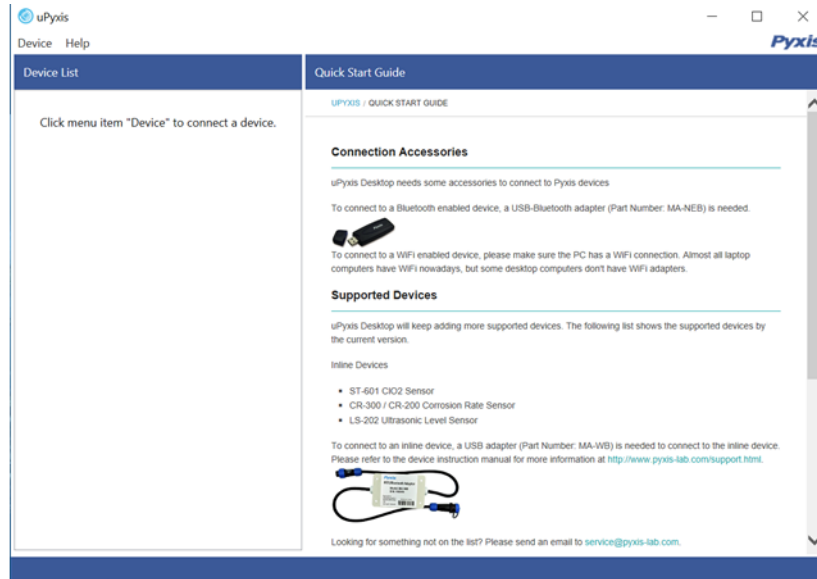 uPyxis
Device Help
Pyxis
Device List
Click menu item "Device" to connect a device.
Quick Start Guide
UPYXIS / QUICK START GUIDE
Connection Accessories
uPyxis Desktop needs some accessories to connect to Pyxis devices
To connect to a Bluetooth enabled device, a USB-Bluetooth adapter (Part Number: MA-NEB) is needed.
To connect to a WiFi enabled device, please make sure the PC has a WiFi connection. Almost all laptop
computers have WiFi nowadays, but some desktop computers don't have WiFi adapters.
Supported Devices
uPyxis Desktop will keep adding more supported devices. The following list shows the supported devices by
the current version.
Inline Devices
• ST-601 ClO2 Sensor
• CR-300 / CR-200 Corrosion Rate Sensor
• LS-202 Ultrasonic Level Sensor
To connect to an inline device, a USB adapter (Part Number: MA-WB) is needed to connect to the inline device.
Please refer to the device instruction manual for more information at http://www.pyxis-lab.com/support.html.
Looking for something not on the list? Please send an email to service@pyxis-lab.com.